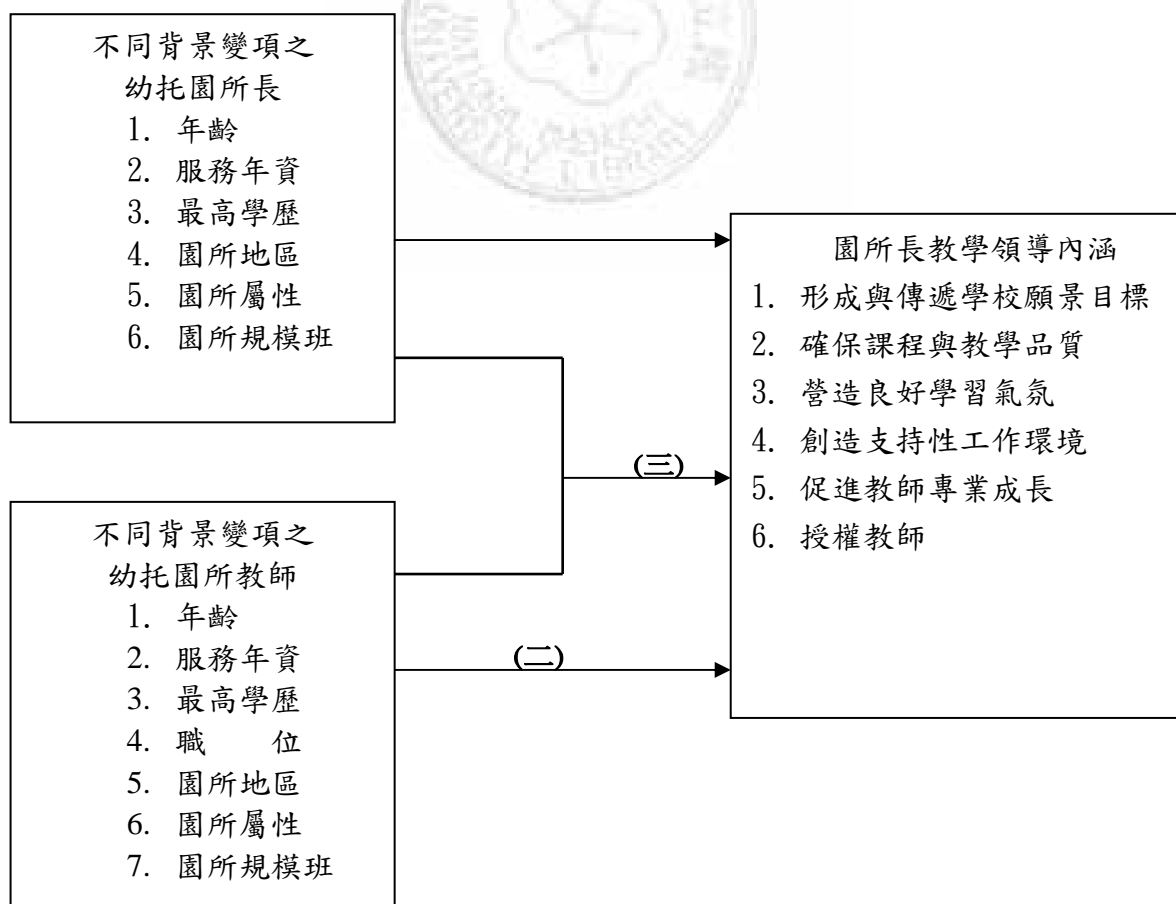 不同背景變項之
幼托園所長
1. 年齡
2. 服務年資
3. 最高學歷
4. 園所地區
5. 園所屬性
6. 園所規模班
園所長教學領導內涵
1. 形成與傳遞學校願景目標
2. 確保課程與教學品質
3. 營造良好學習氣氛
4. 創造支持性工作環境
5. 促進教師專業成長
6. 授權教師
(三)
不同背景變項之
幼托園所教師
1. 年齡
2. 服務年資
3. 最高學歷
4. 職　　位
5. 園所地區
6. 園所屬性
7. 園所規模班
(二)